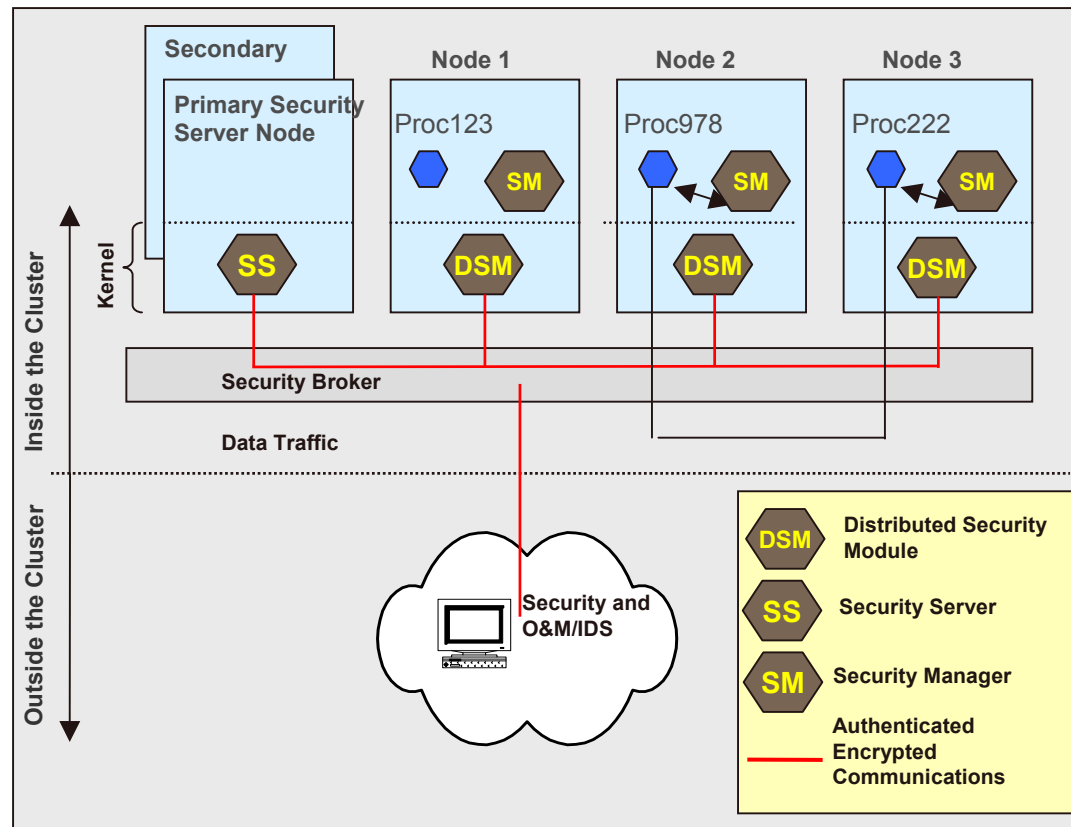 Secondary
Primary Security
Server Node
Node 1
Node 2
Node 3
Proc123
Proc978
Proc222
SM
SM
SM
SS
DSM
DSM
DSM
Kernel
Inside the Cluster
Security Broker
Data Traffic
Outside the Cluster
Security and
O&M/IDS
DSM
Distributed Security
Module
SS
Security Server
SM
Security Manager
Authenticated
Encrypted
Communications